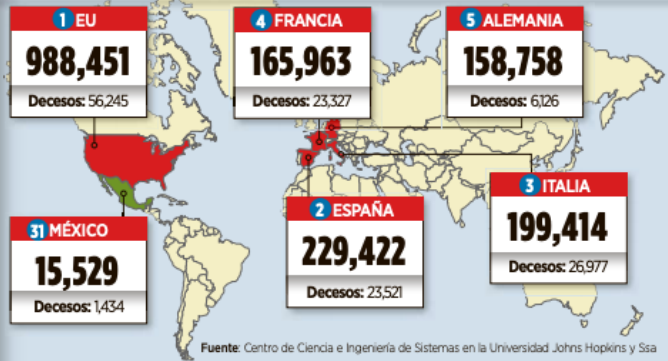 1 EU
988,451
Decesos: 56,245
4 FRANCIA
165,963
Decesos: 23,327
5 ALEMANIA
158,758
Decesos: 6,126
31 MÉXICO
15,529
Decesos: 1,434
2 ESPAÑA
229,422
Decesos: 23,521
3 ITALIA
199,414
Decesos: 26,977
Fuente: Centro de Ciencia e Ingeniería de Sistemas en la Universidad Johns Hopkins y Ssa